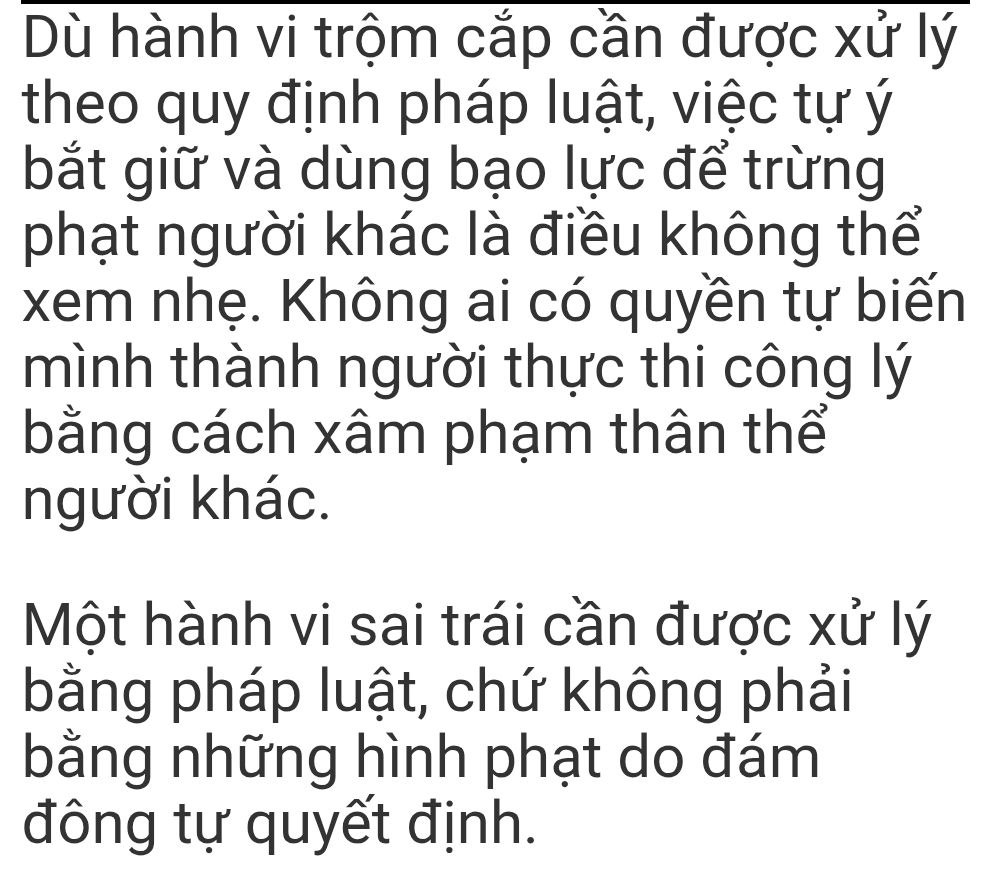 Dù hành vi trộm cắp cần được xử lý
theo quy định pháp luật, việc tự ý
bắt giữ và dùng bạo lực để trừng
phạt người khác là điều không thể
xem nhẹ. Không ai có quyền tự biến
mình thành người thực thi công lý
bằng cách xâm phạm thân thể
người khác.
Một hành vi sai trái cần được xử lý
bằng pháp luật, chứ không phải
bằng những hình phạt do đám
đông tự quyết định.